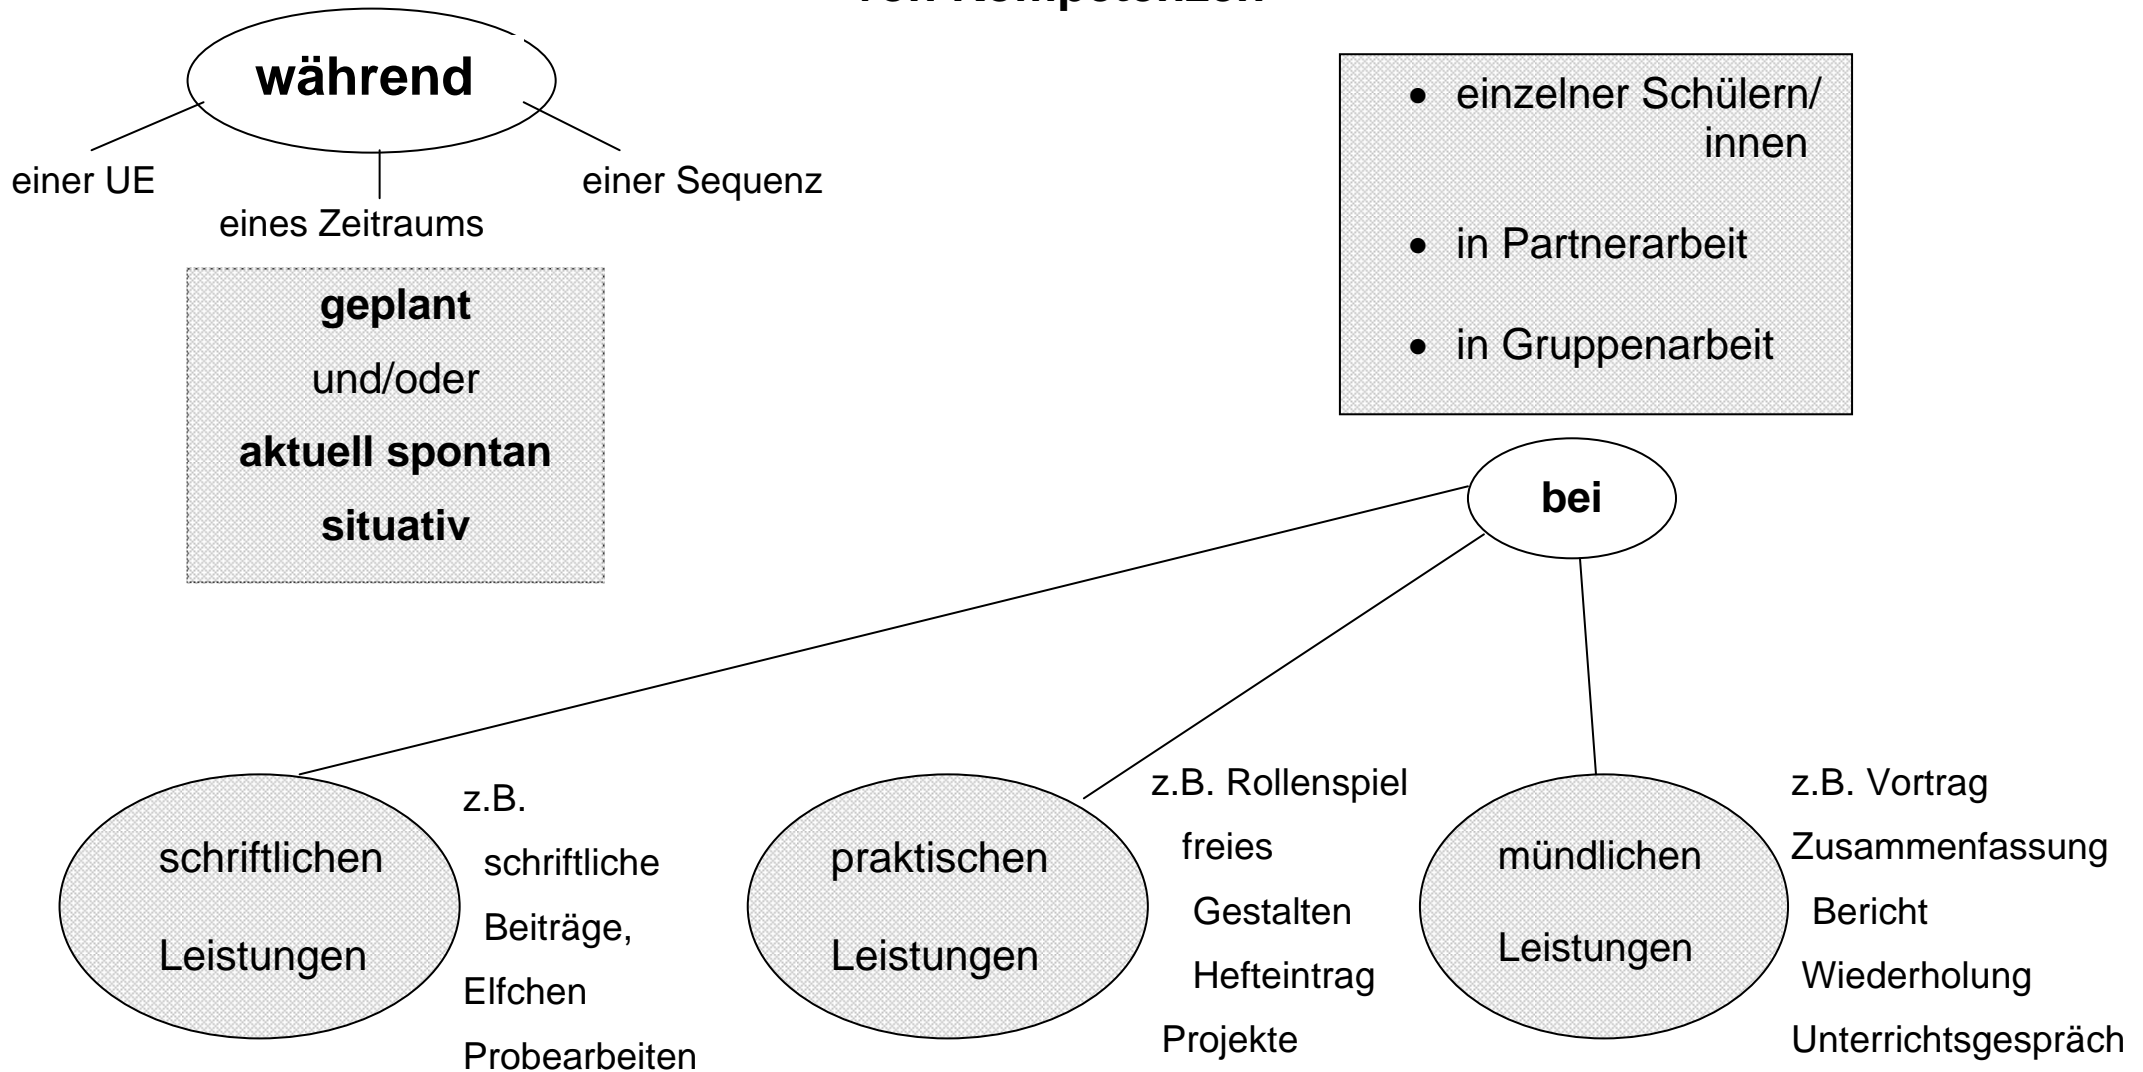 von Kompetenzen
während
einer UE
eines Zeitraums
einer Sequenz
geplant
und/oder
aktuell spontan
situativ
• einzelner Schülern/
innen
• in Partnerarbeit
• in Gruppenarbeit
bei
schriftlichen
Leistungen
z.B.
schriftliche
Beiträge,
Elfchen
Probearbeiten
praktischen
Leistungen
z.B. Rollenspiel
freies
Gestalten
Hefteintrag
Projekte
mündlichen
Leistungen
z.B. Vortrag
Zusammenfassung
Bericht
Wiederholung
Unterrichtsgespräch